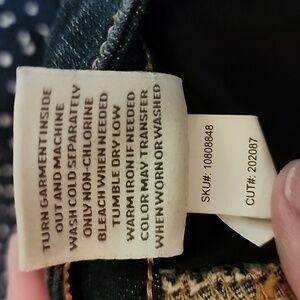 TURN GARMENT INSIDE
OUT AND MACHINE
WASH COLD SEPARATELY
ONLY NON-CHLORINE
BLEACH WHEN NEEDED
TUMBLE DRY LOW
WARM IRON IF NEEDED
COLOR MAY TRANSFER
WHEN WORN OR WASHED
SKU#: 10808848
CUT#: 202087